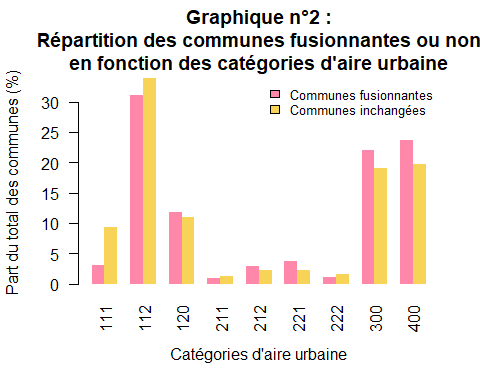 Graphique n°2 :
Répartition des communes fusionnantes ou non
en fonction des catégories d'aire urbaine
Communes fusionnantes
Communes inchangées
Part du total des communes (%)
30
25
20
15
10
5
0
111
112
120
211
212
221
222
300
400
Catégories d'aire urbaine